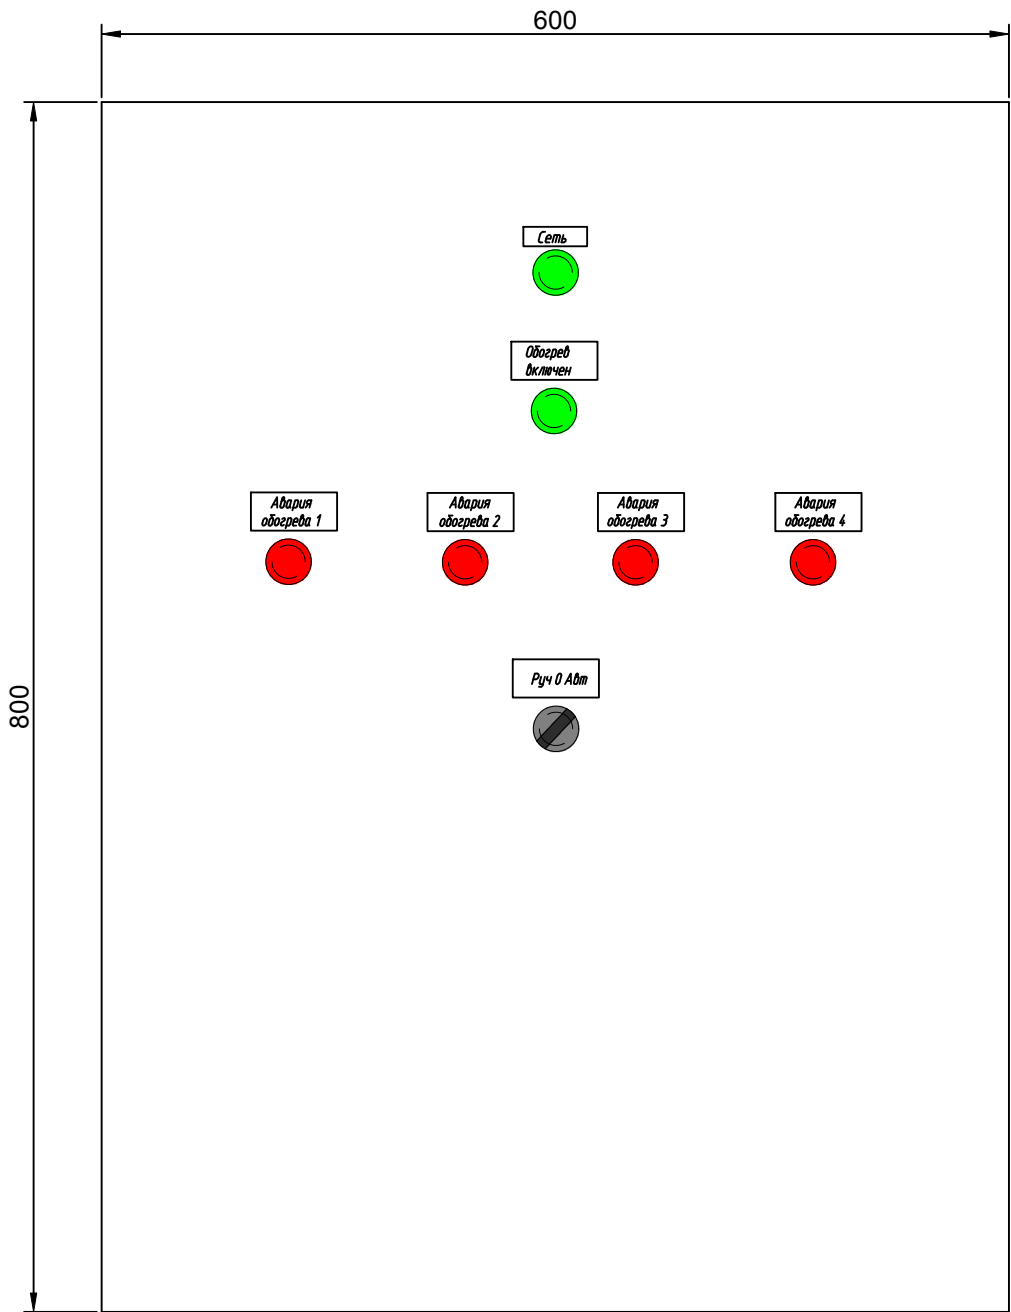 600
Сеть
Обогрев
включен
Авария
обогрева 1
Авария
обогрева 2
Авария
обогрева 3
Авария
обогрева 4
800
Руч 0 Авт